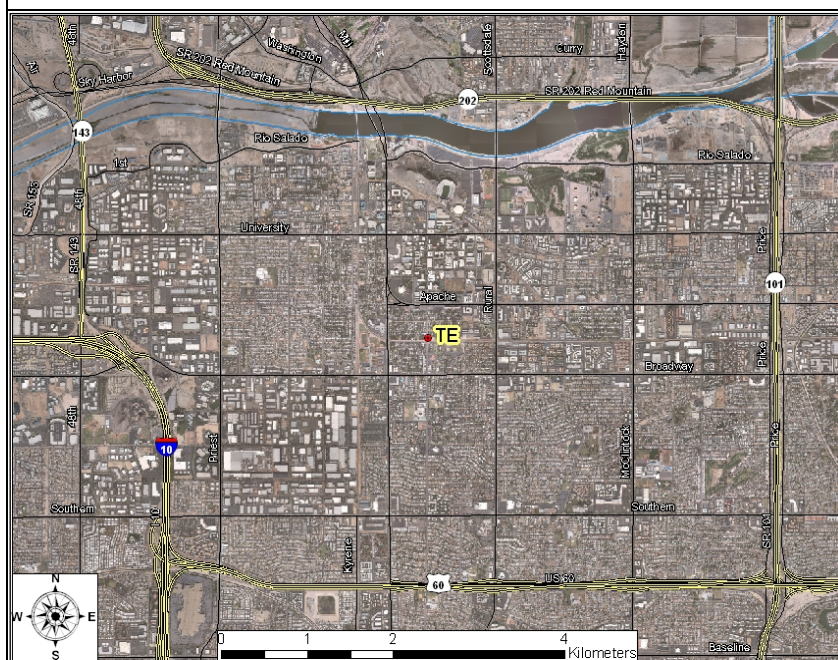 48th
Mill
Scottsdale
Hayden
Washington
Curry
Air
SR 202 Red Mountain
Sky Harbor
202
SR 202 Red Mountain
143
Rio Salado
1st
Rio Salado
SR 153
48th
University
Price
SR 143
101
Apache
Rural
TE
Price
Broadway
48th
10
Priest
McClintock
Price
Southern
Southern
I 10
SR 101
Kyrene
60
US 60
N
W
E
S
0 1 2 4
Kilometers
Baseline